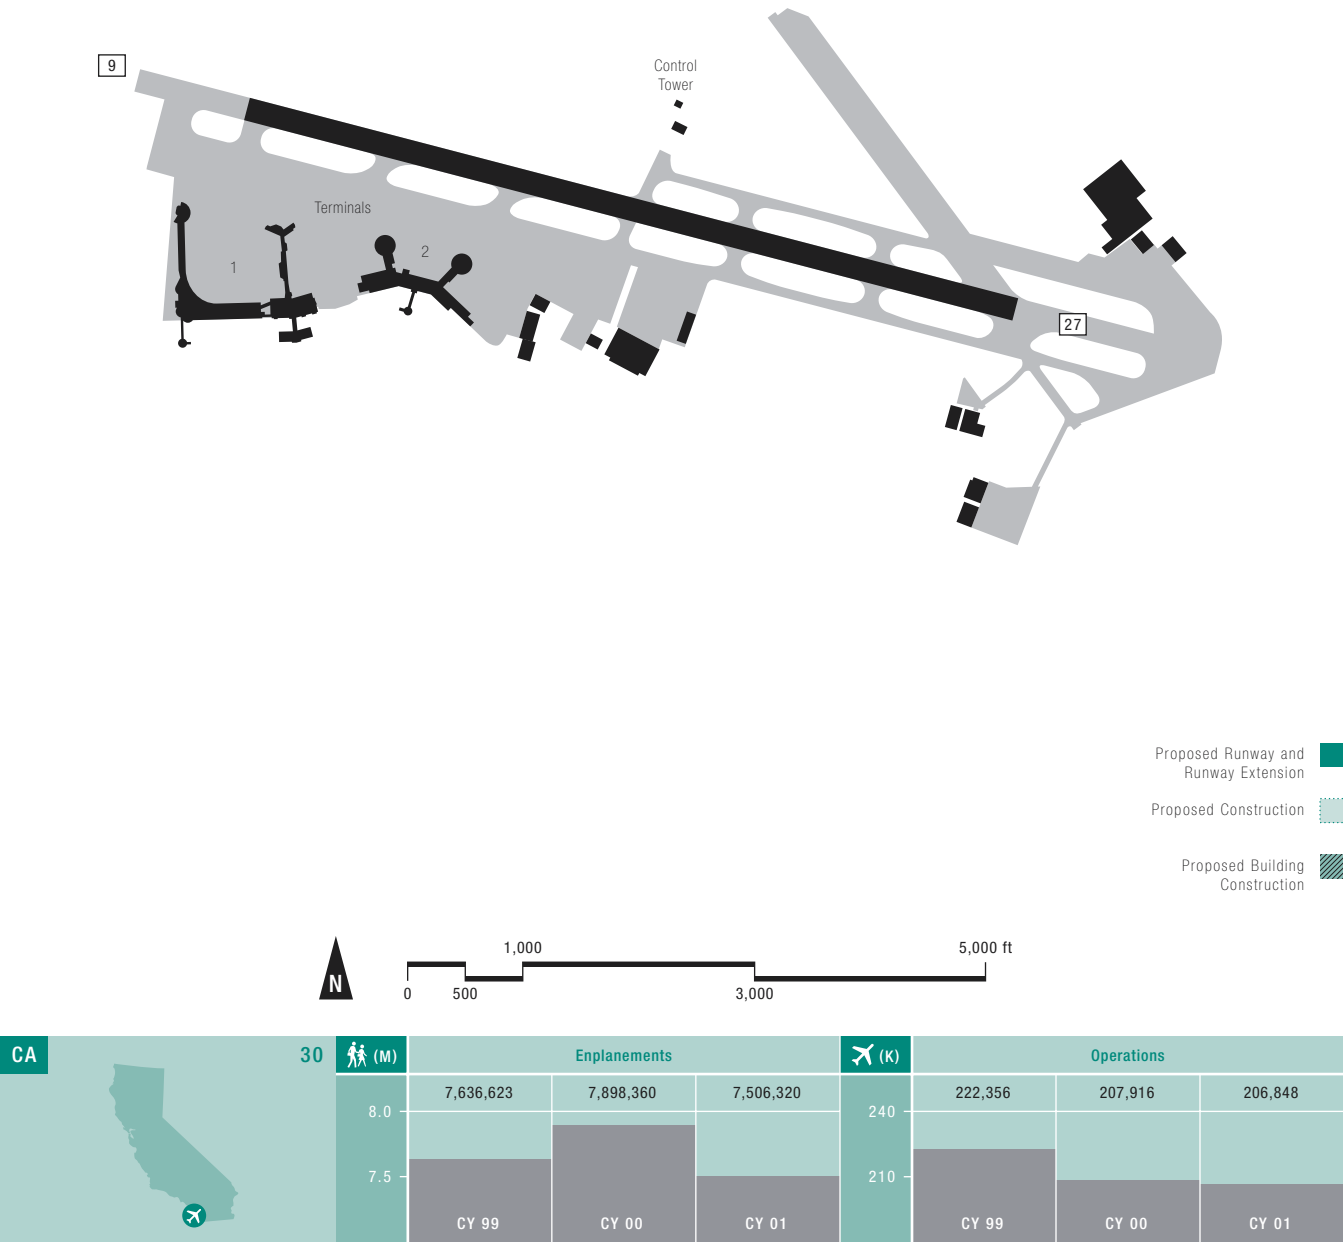 9
Control
Tower
Terminals
2
1
27
Proposed Runway and
Runway Extension
Proposed Construction
Proposed Building
Construction
1,000
5,000 ft
N
0
500
3,000
CA
30
(M)
Enplanements
(K)
Operations
7,636,623
7,898,360
7,506,320
222,356
207,916
206,848
8.0
240
7.5
210
CY 99
CY 00
CY 01
CY 99
CY 00
CY 01